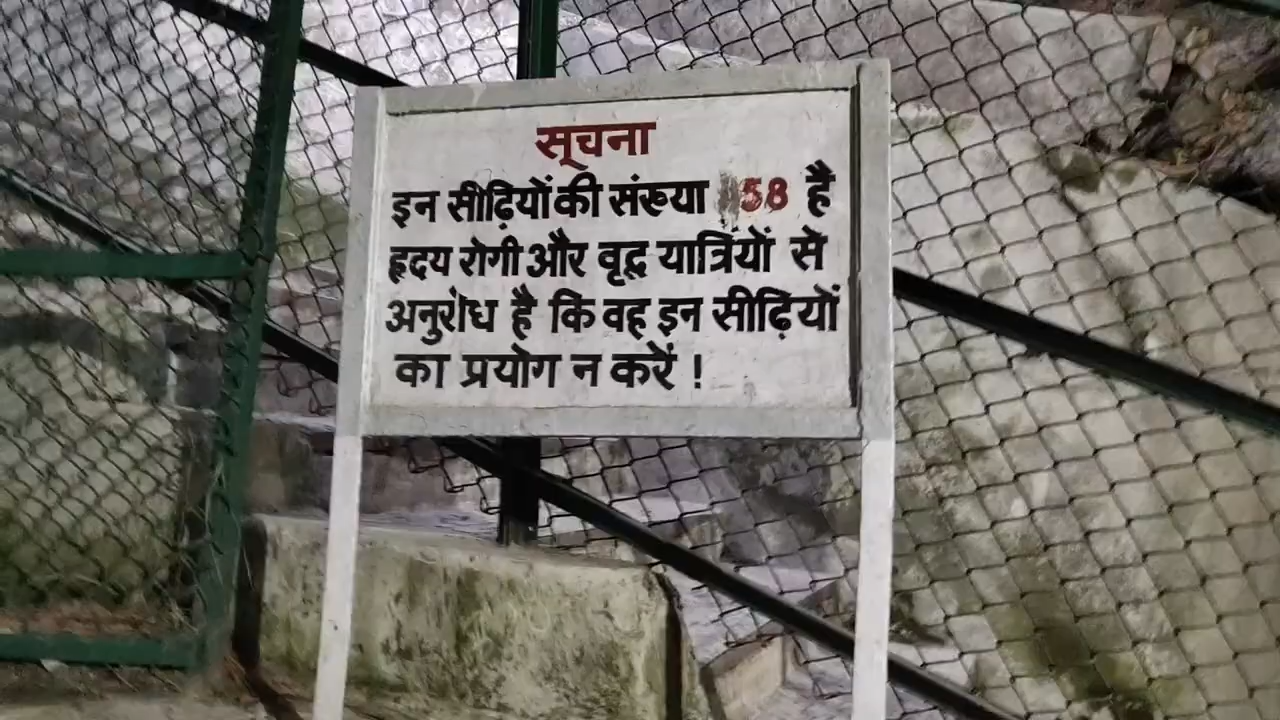 सूचना
इन सीढ़ियों की संख्या 58 है
हृदय रोगी और वृद्ध यात्रियों से
अनुरोध है कि वह इन सीढ़ियों
का प्रयोग न करें !